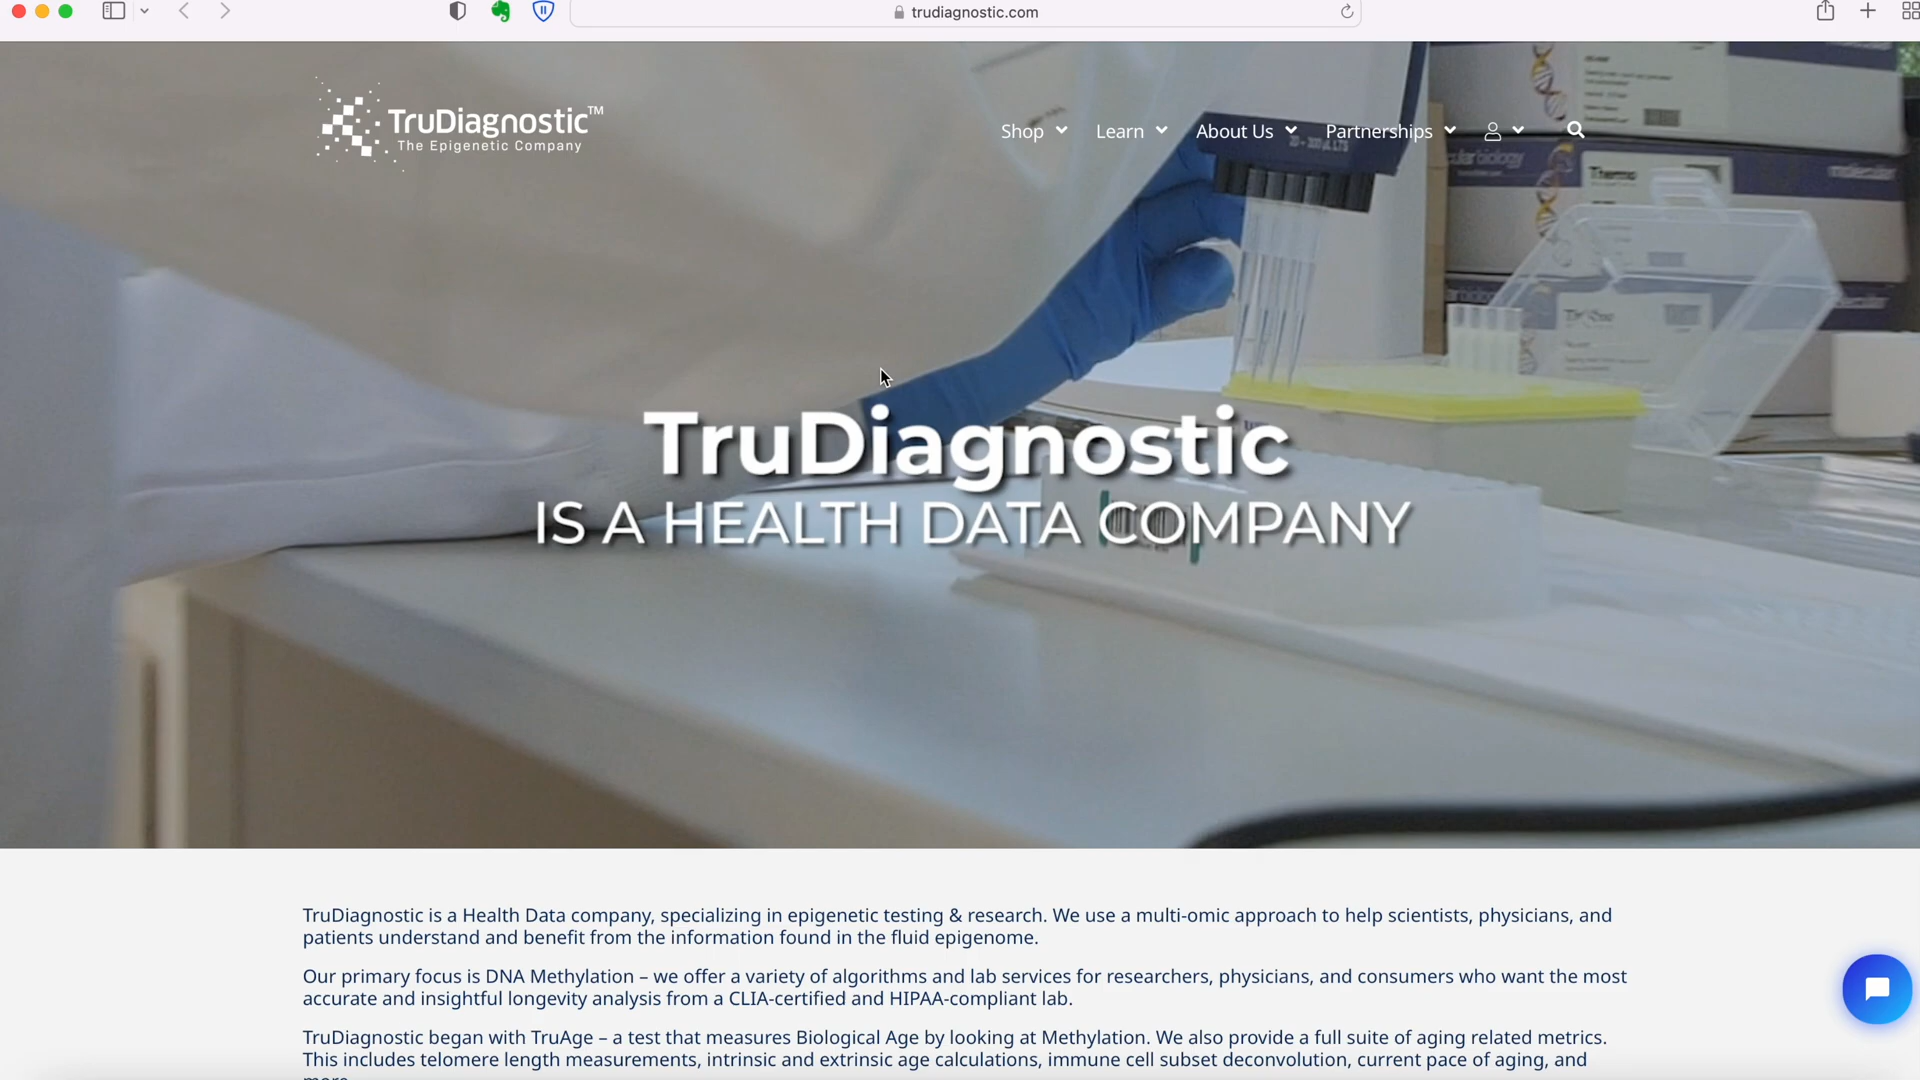 trudiagnostic.com
TruDiagnostic™
The Epigenetic Company
Shop
Learn
About Us
Partnerships
Thermo
TruDiagnostic
IS A HEALTH DATA COMPANY
TruDiagnostic is a Health Data company, specializing in epigenetic testing & research. We use a multi-omic approach to help scientists, physicians, and
patients understand and benefit from the information found in the fluid epigenome.
Our primary focus is DNA Methylation – we offer a variety of algorithms and lab services for researchers, physicians, and consumers who want the most
accurate and insightful longevity analysis from a CLIA-certified and HIPAA-compliant lab.
TruDiagnostic began with TruAge – a test that measures Biological Age by looking at Methylation. We also provide a full suite of aging related metrics.
This includes telomere length measurements, intrinsic and extrinsic age calculations, immune cell subset deconvolution, current pace of aging, and